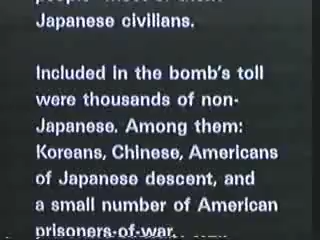 Japanese civilians.
Included in the bomb's toll
were thousands of non-
Japanese. Among them:
Koreans, Chinese, Americans
of Japanese descent, and
a small number of American
prisoners-of-war.